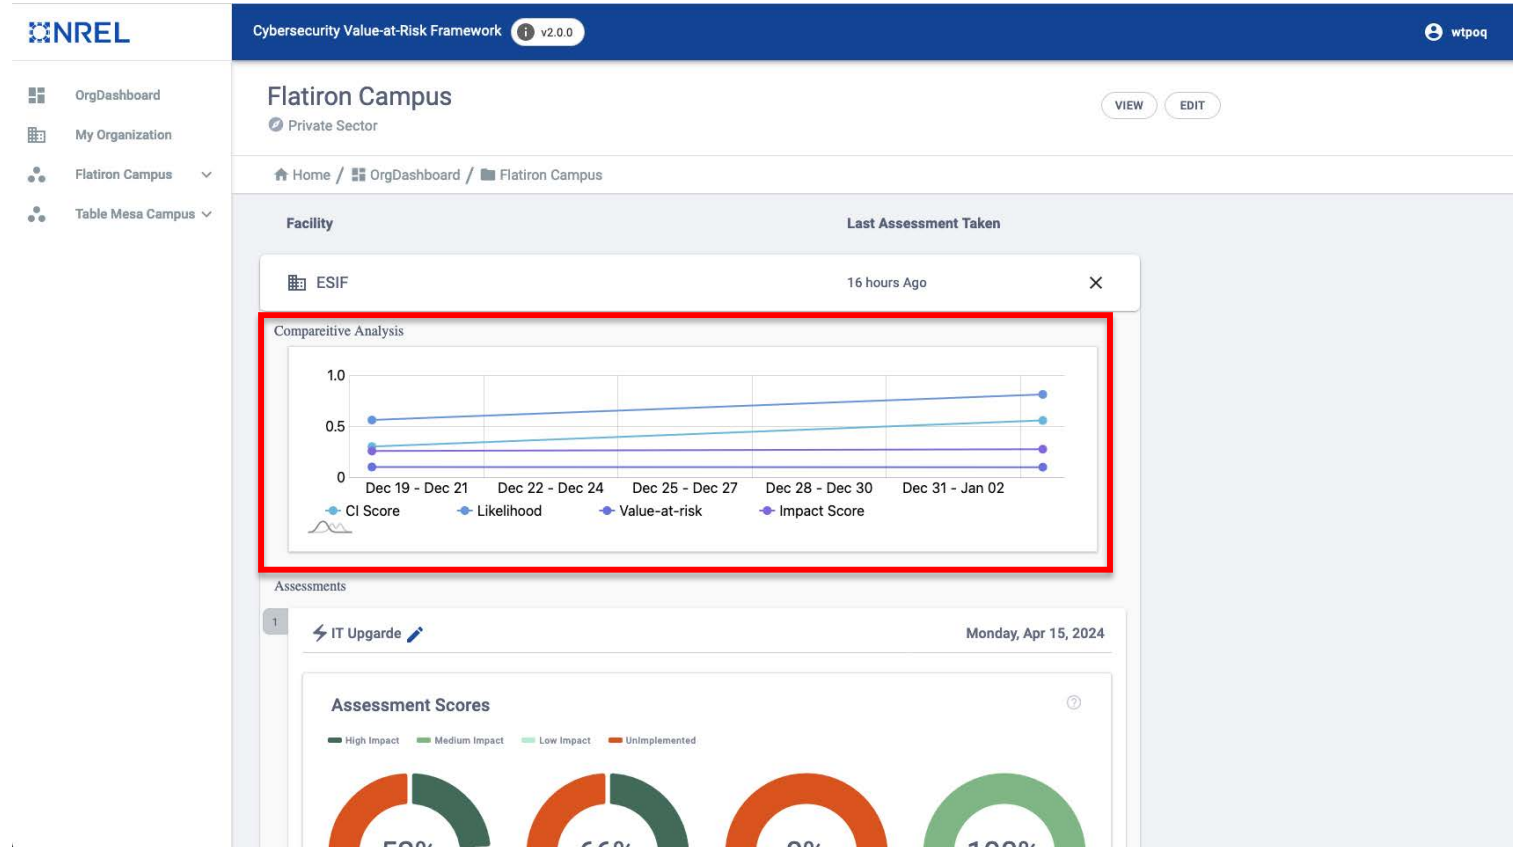 NREL
Cybersecurity Value-at-Risk Framework
v2.0.0
wtpoq
OrgDashboard
My Organization
Flatiron Campus
Table Mesa Campus
Flatiron Campus
Private Sector
VIEW
EDIT
Home / OrgDashboard / Flatiron Campus
Facility
Last Assessment Taken
ESIF
16 hours Ago
Compareitive Analysis
1.0
0.5
0
Dec 19 - Dec 21
Dec 22 - Dec 24
Dec 25 - Dec 27
Dec 28 - Dec 30
Dec 31 - Jan 02
CI Score
Likelihood
Value-at-risk
Impact Score
Assessments
1
IT Upgarde
Monday, Apr 15, 2024
Assessment Scores
High Impact
Medium Impact
Low Impact
Unimplemented